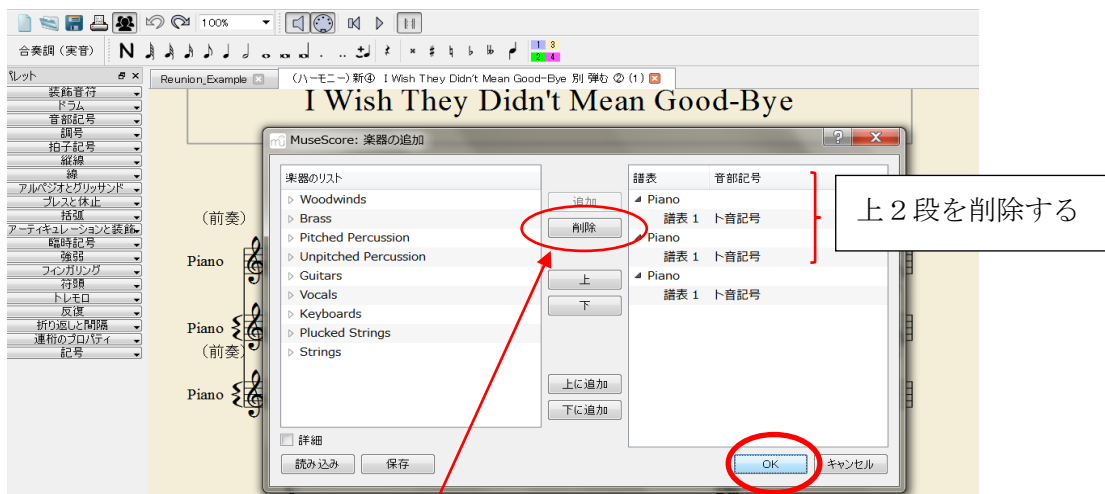 100%
合奏調（実音）
N
1 3
2 4
パレット
Reunion_Example
（ハーモニー）新④ I Wish They Didn't Mean Good-Bye 別 弾む ② (1)
装飾音符
ドラム
音部記号
調号
拍子記号
縦線
線
アルペジオとグリッサンド
ブレスと休止
括弧
アーティキュレーションと装飾
臨時記号
強弱
フィンガリング
符頭
トレモロ
反復
折り返しと間隔
連桁のプロパティ
記号
I Wish They Didn't Mean Good-Bye
（前奏）
Piano
Piano
（前奏）
Piano
MuseScore: 楽器の追加
楽器のリスト
Woodwinds
Brass
Pitched Percussion
Unpitched Percussion
Guitars
Vocals
Keyboards
Plucked Strings
Strings
詳細
読み込み
保存
追加
削除
上
下
上に追加
下に追加
譜表 音部記号
Piano
譜表 1 ト音記号
Piano
譜表 1 ト音記号
Piano
譜表 1 ト音記号
OK
キャンセル
上２段を削除する